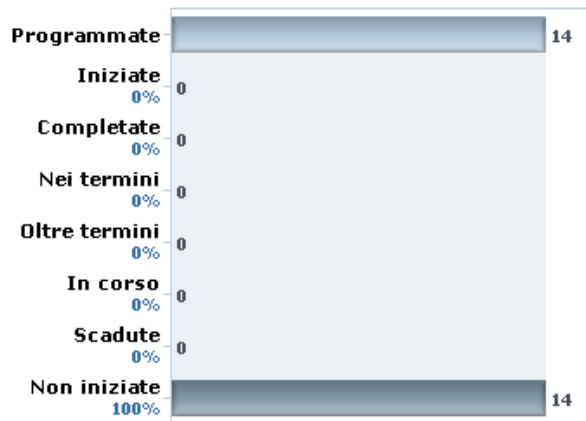 Programmate 14
Iniziate 0
0%
Completate 0
0%
Nei termini 0
0%
Oltre termini 0
0%
In corso 0
0%
Scadute 0
0%
Non iniziate 14
100%